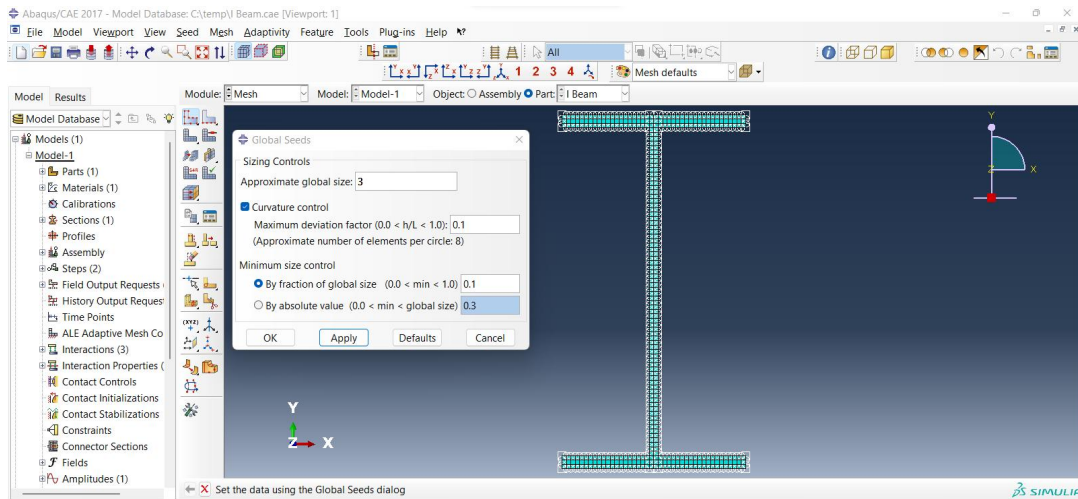 Abaqus/CAE 2017 - Model Database: C:\temp\I Beam.cae [Viewport: 1]
File Model Viewport View Seed Mesh Adaptivity Feature Tools Plug-ins Help
All
1 2 3 4 Mesh defaults
Model Results Module: Mesh Model: Model-1 Object: Assembly Part: I Beam
Model Database
Models (1)
Model-1
Parts (1)
Materials (1)
Calibrations
Sections (1)
Profiles
Assembly
Steps (2)
Field Output Requests
History Output Reques
Time Points
ALE Adaptive Mesh Co
Interactions (3)
Interaction Properties (
Contact Controls
Contact Initializations
Contact Stabilizations
Constraints
Connector Sections
Fields
Amplitudes (1)
(XYZ)
Global Seeds
Sizing Controls
Approximate global size: 3
Curvature control
Maximum deviation factor (0.0 < h/L < 1.0): 0.1
(Approximate number of elements per circle: 8)
Minimum size control
By fraction of global size (0.0 < min < 1.0) 0.1
By absolute value (0.0 < min < global size) 0.3
OK Apply Defaults Cancel
Y
Z X
Y
Z X
Set the data using the Global Seeds dialog
SIMULIA